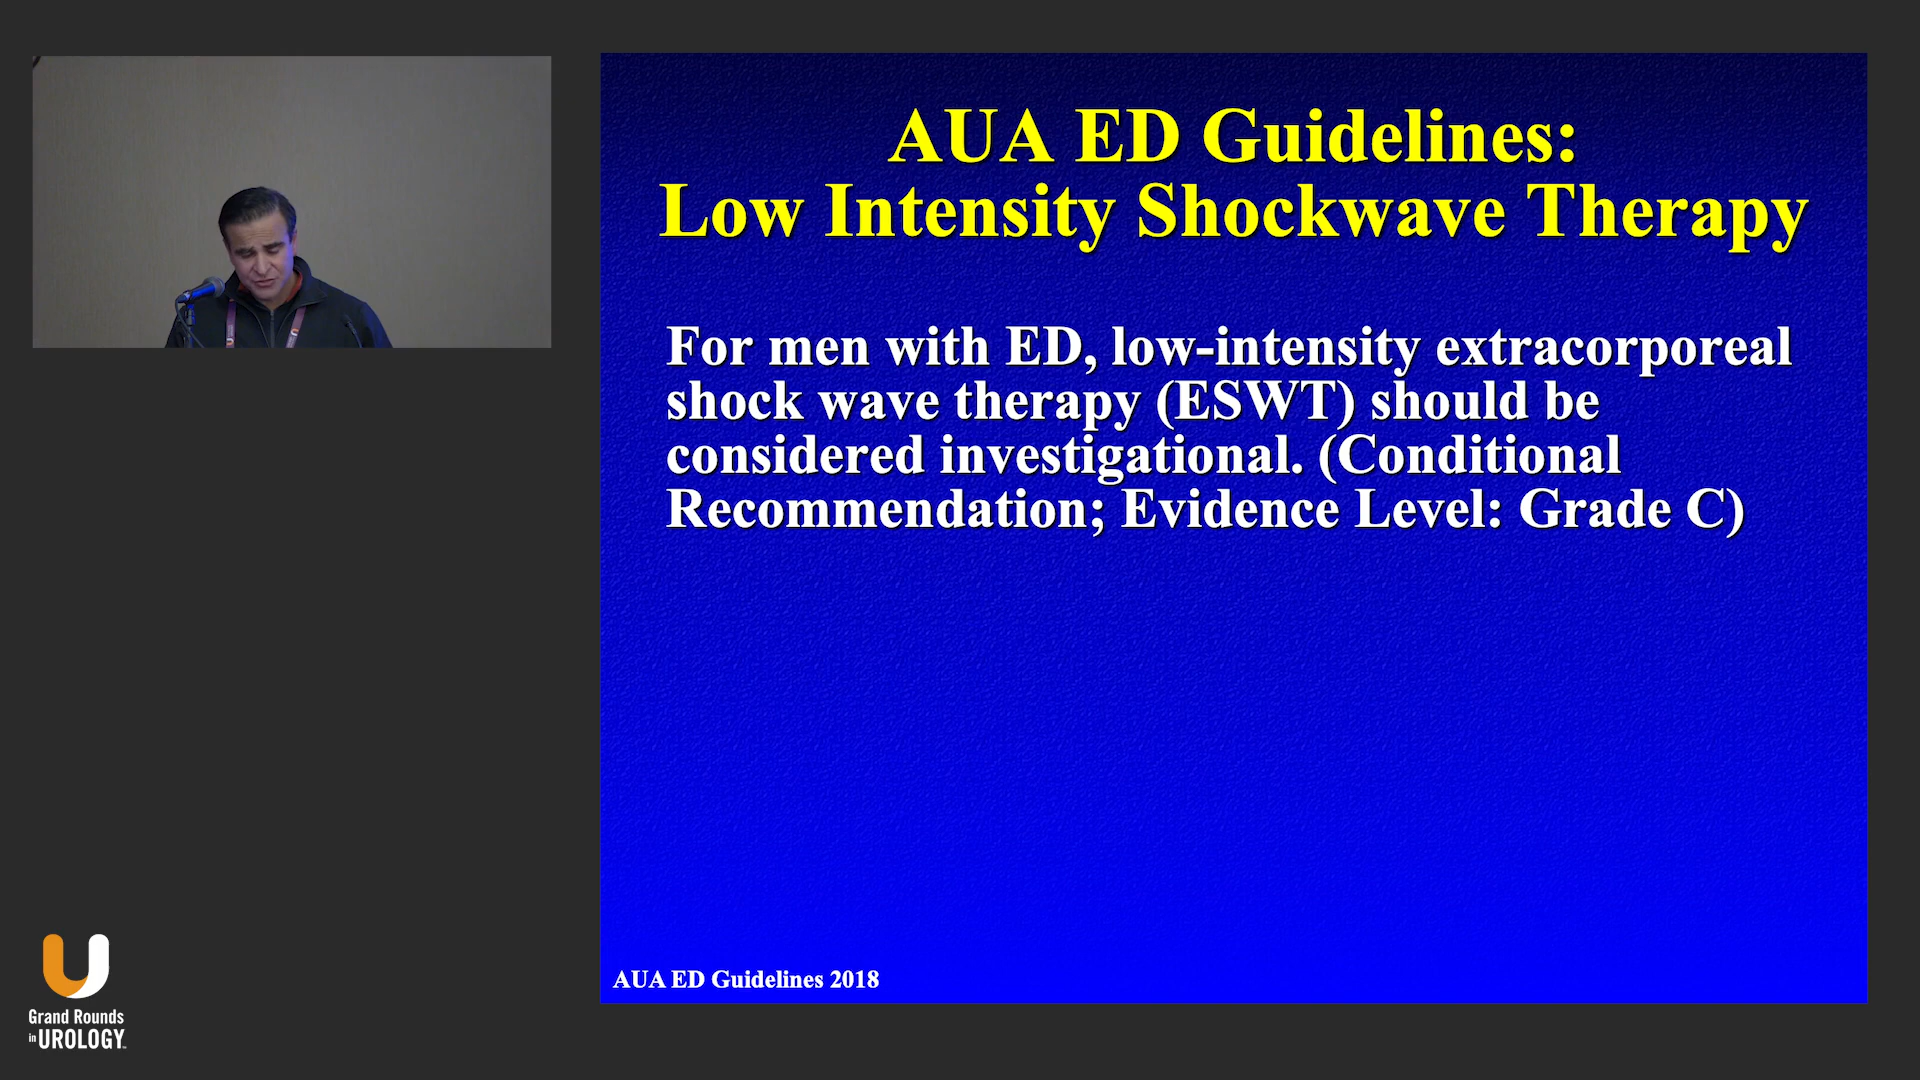 AUA ED Guidelines:
Low Intensity Shockwave Therapy
For men with ED, low-intensity extracorporeal
shock wave therapy (ESWT) should be
considered investigational. (Conditional
Recommendation; Evidence Level: Grade C)
AUA ED Guidelines 2018
Grand Rounds
in UROLOGY